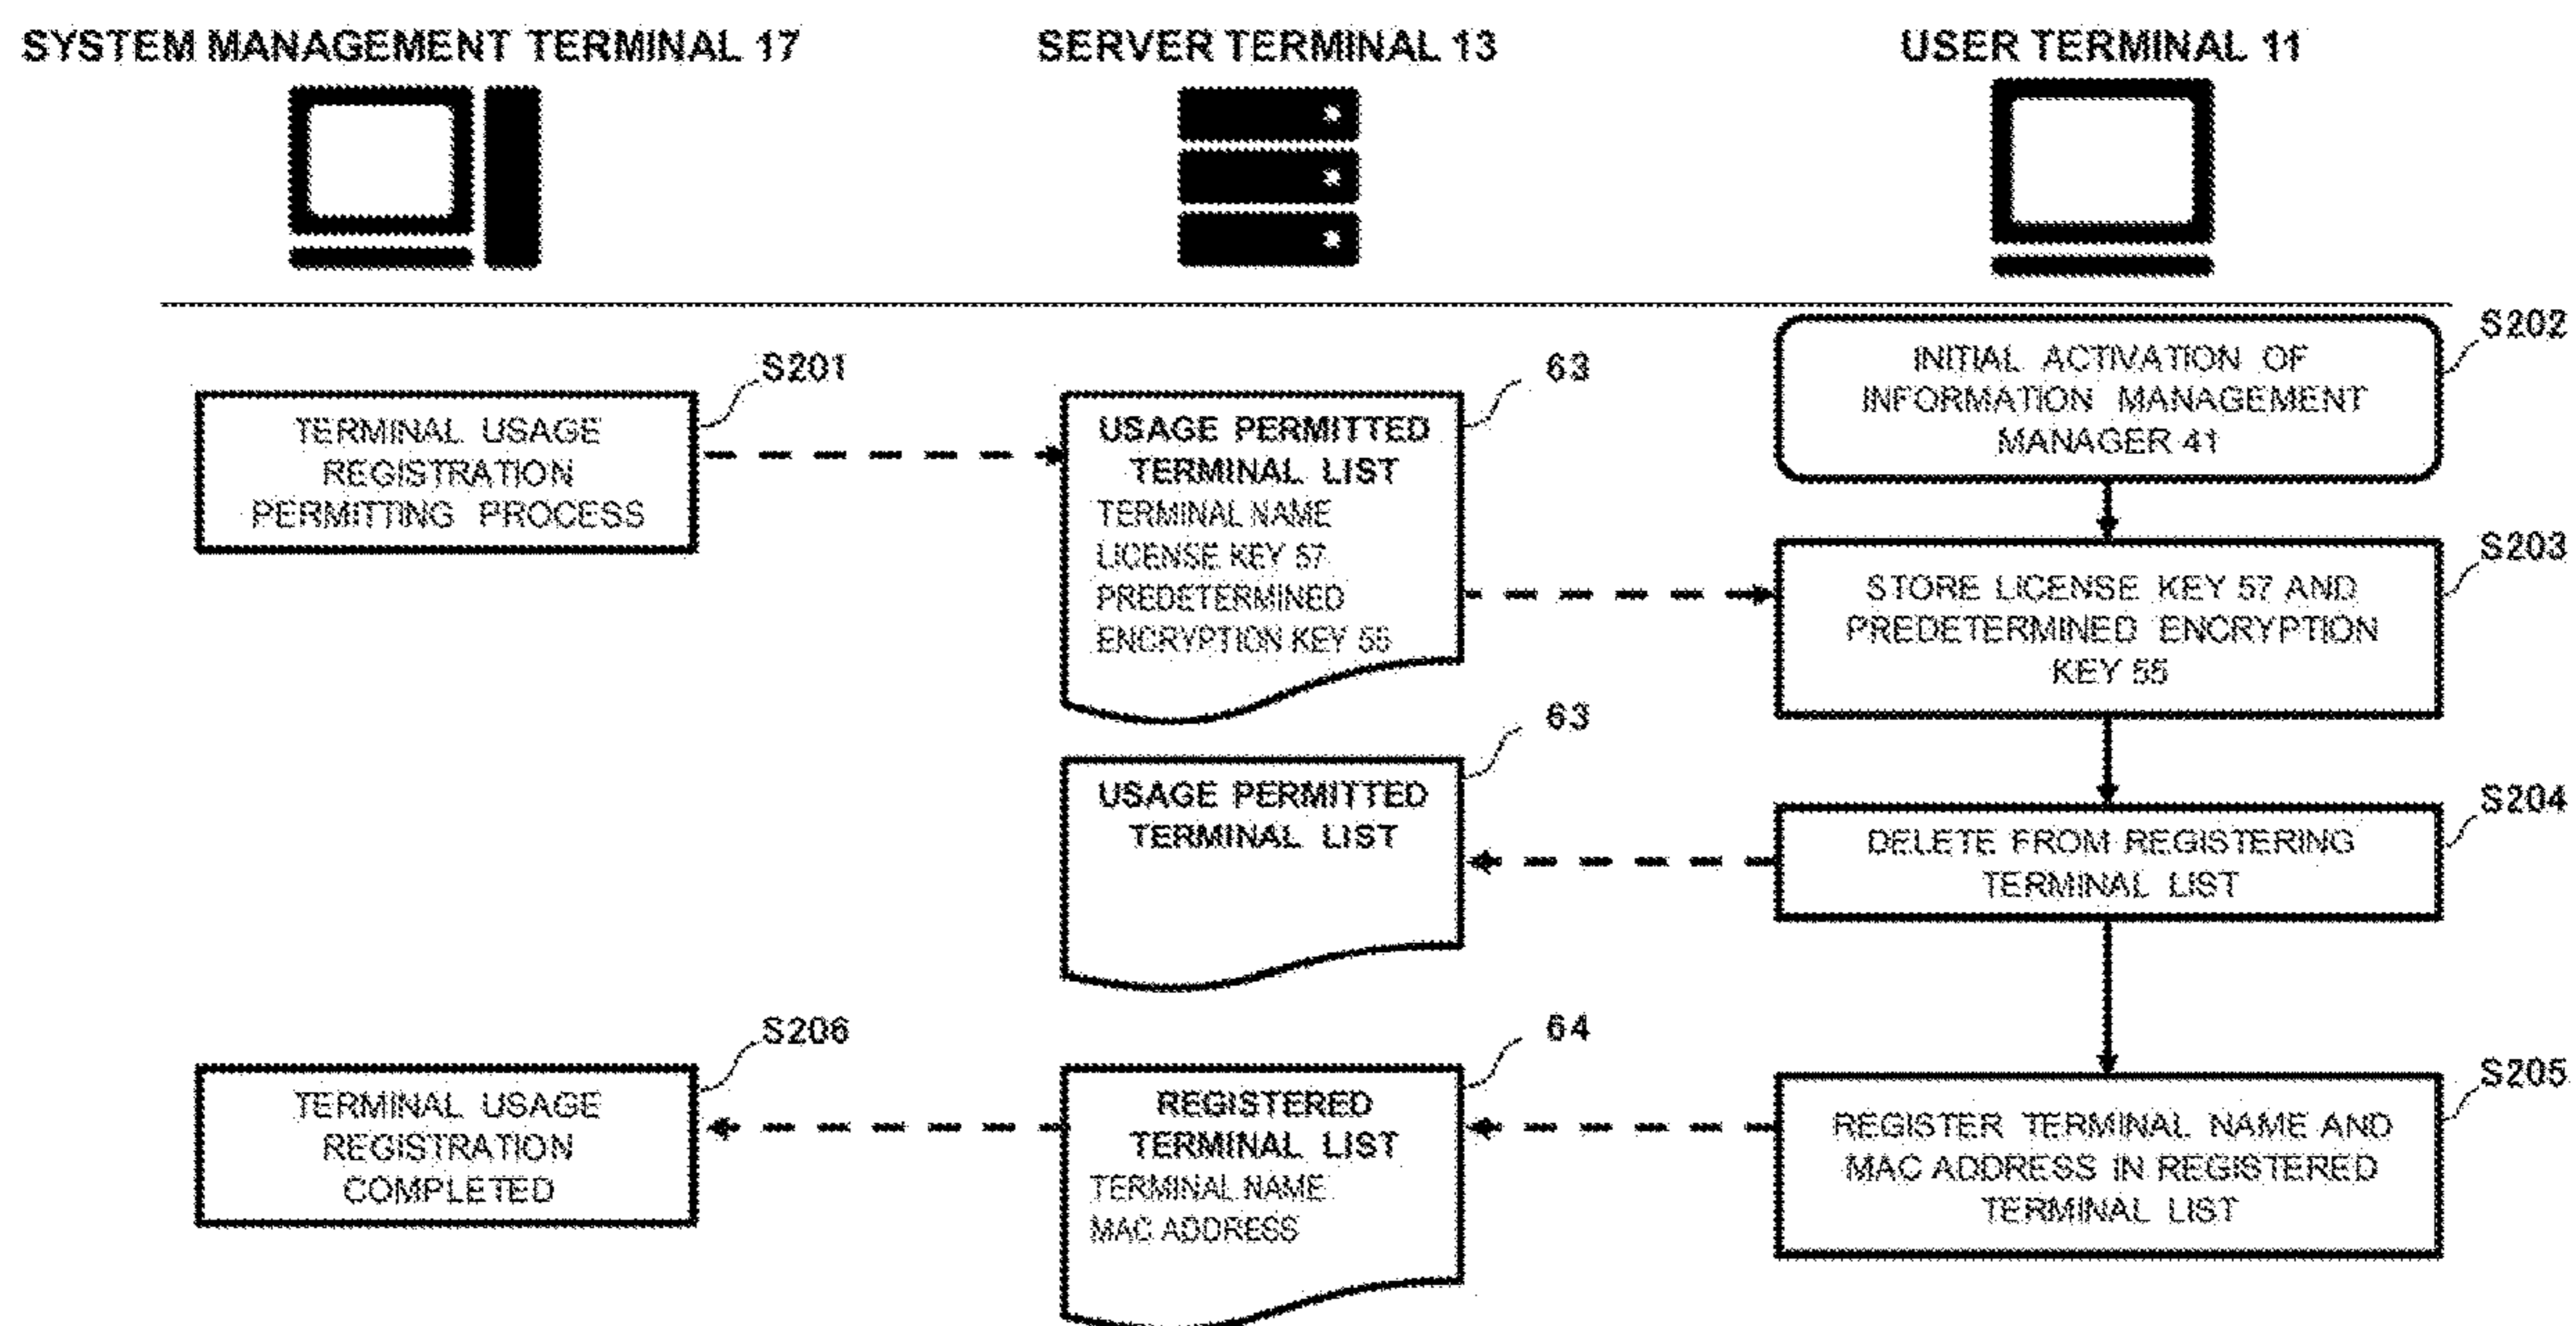 SYSTEM MANAGEMENT TERMINAL 17
SERVER TERMINAL 13
USER TERMINAL 11
S201
TERMINAL USAGE
REGISTRATION
PERMITTING PROCESS
63
USAGE PERMITTED
TERMINAL LIST
TERMINAL NAME
LICENSE KEY 57
PREDETERMINED
ENCRYPTION KEY 55
S202
INITIAL ACTIVATION OF
INFORMATION MANAGEMENT
MANAGER 41
S203
STORE LICENSE KEY 57 AND
PREDETERMINED ENCRYPTION
KEY 55
63
USAGE PERMITTED
TERMINAL LIST
S204
DELETE FROM REGISTERING
TERMINAL LIST
S206
TERMINAL USAGE
REGISTRATION
COMPLETED
64
REGISTERED
TERMINAL LIST
TERMINAL NAME
MAC ADDRESS
S205
REGISTER TERMINAL NAME AND
MAC ADDRESS IN REGISTERED
TERMINAL LIST